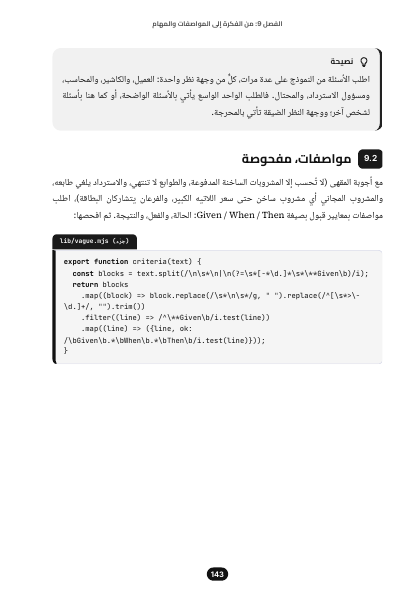 الفصل 9: من الفكرة إلى المواصفات والمهام
نصيحة
اطلب الأسئلة من النموذج على عدة مرات، كلٌّ من وجهة نظر واحدة: العميل، والكاشير، والمحاسب،
ومسؤول الاسترداد، والمحتال. فالطلب الواحد الواسع يأتي بالأسئلة الواضحة، أو كما هنا بأسئلة
لشخص آخر؛ ووجهة النظر الضيقة تأتي بالمحرجة.
9.2 مواصفات، مفحوصة
مع أجوبة المقهى (لا تُحسب إلا المشروبات الساخنة المدفوعة، والطوابع لا تنتهي، والاسترداد يلغي طابعه،
والمشروب المجاني أي مشروب ساخن حتى سعر اللاتيه الكبير، والفرعان يتشاركان البطاقة)، اطلب
مواصفات بمعايير قبول بصيغة Given / When / Then: الحالة، والفعل، والنتيجة. ثم افحصها:
lib/vague.mjs (جزء)
export function criteria(text) {
  const blocks = text.split(/\n\s*\n|\n(?=\s*[-*\d.]*\s*\**Given\b)/i);
  return blocks
    .map((block) => block.replace(/\s*\n\s*/g, " ").replace(/^[\s*>\-
\d.]+/, "").trim())
    .filter((line) => /^\**Given\b/i.test(line))
    .map((line) => ({line, ok:
/\bGiven\b.*\bWhen\b.*\bThen\b/i.test(line)}));
}
143